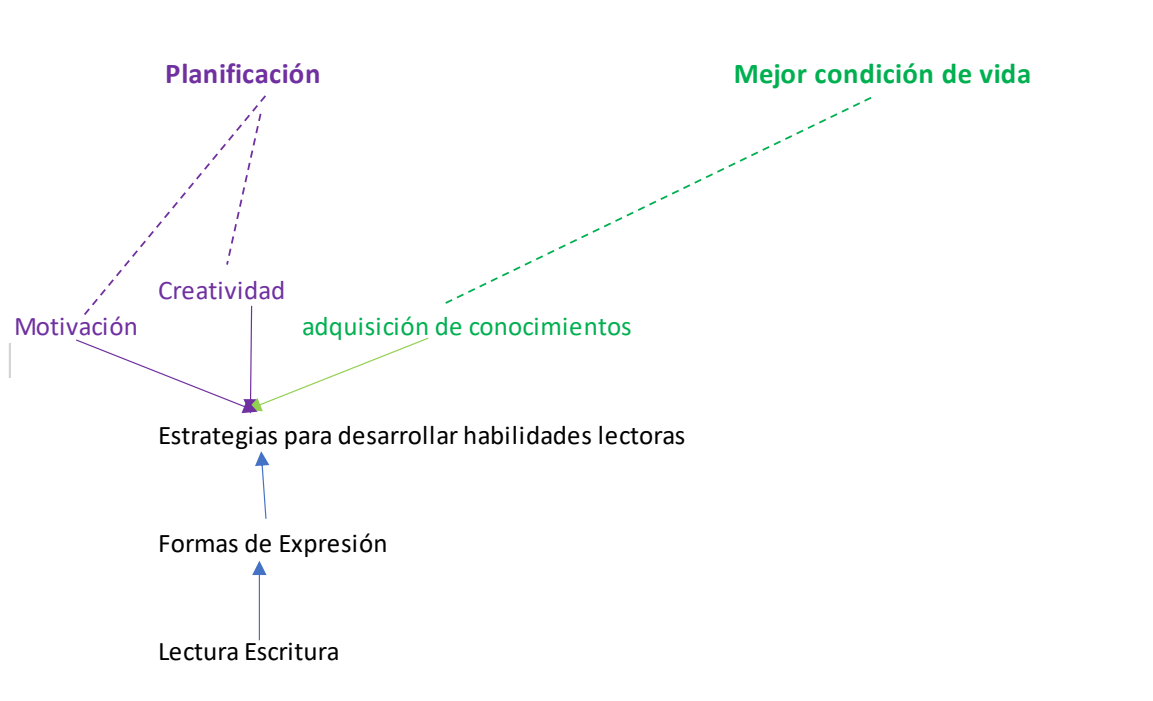 Planificación
Mejor condición de vida
Creatividad
Motivación
adquisición de conocimientos
Estrategias para desarrollar habilidades lectoras
Formas de Expresión
Lectura Escritura